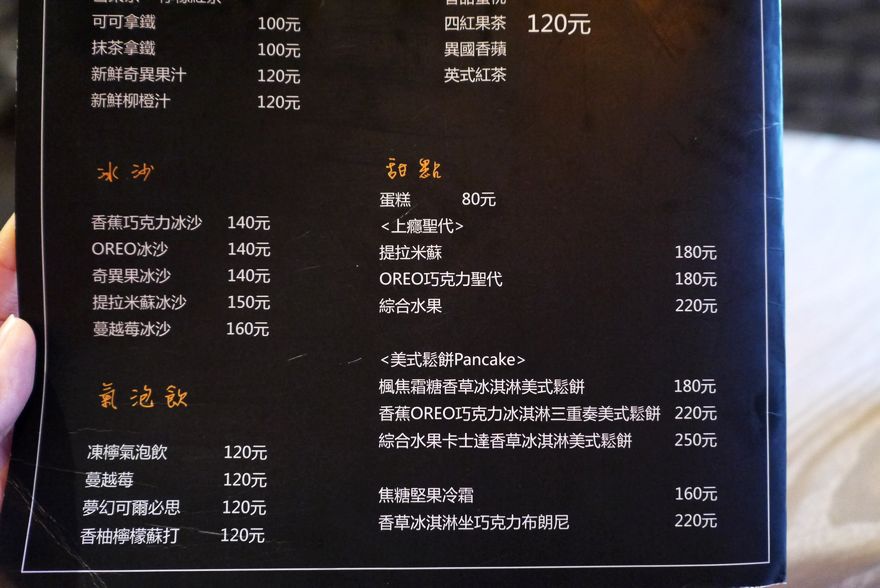 可可拿鐵 100元
抹茶拿鐵 100元
新鮮奇異果汁 120元
新鮮柳橙汁 120元
四紅果茶 120元
異國香蘋
英式紅茶
冰沙
香蕉巧克力冰沙 140元
OREO冰沙 140元
奇異果冰沙 140元
提拉米蘇冰沙 150元
蔓越莓冰沙 160元
氣泡飲
凍檸氣泡飲 120元
蔓越莓 120元
夢幻可爾必思 120元
香柚檸檬蘇打 120元
甜點
蛋糕 80元
<上癮聖代>
提拉米蘇 180元
OREO巧克力聖代 180元
綜合水果 220元
<美式鬆餅Pancake>
楓焦霜糖香草冰淇淋美式鬆餅 180元
香蕉OREO巧克力冰淇淋三重奏美式鬆餅 220元
綜合水果卡士達香草冰淇淋美式鬆餅 250元
焦糖堅果冷霜 160元
香草冰淇淋坐巧克力布朗尼 220元